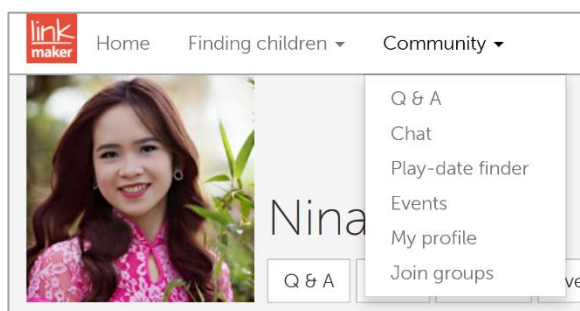 link
maker
Home
Finding children
Community
Q & A
Chat
Play-date finder
Events
My profile
Join groups
Nina
Q & A